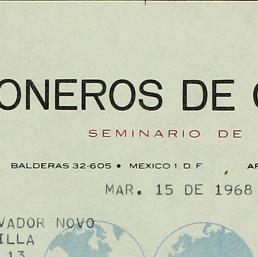 ONEROS DE
SEMINARIO DE
BALDERAS 32-605 • MEXICO 1, D. F.
MAR. 15 DE 1968
VADOR NOVO
ILLA
13